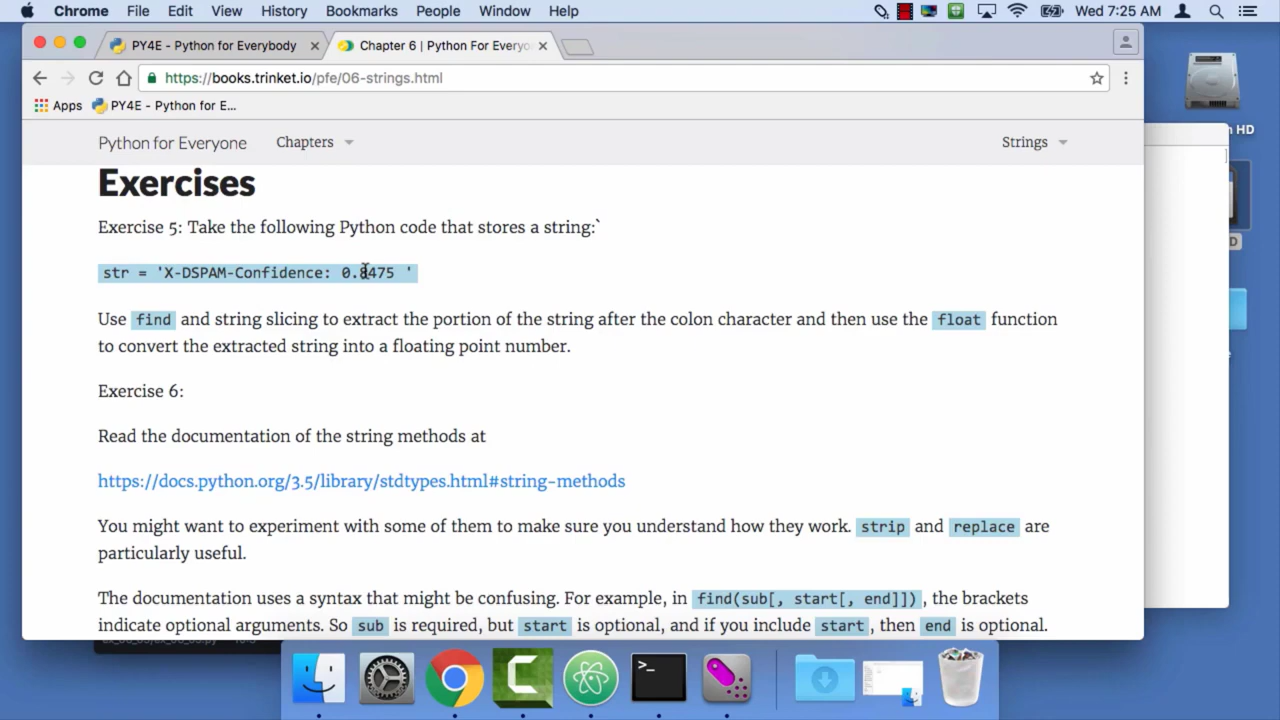 Chrome File Edit View History Bookmarks People Window Help Wed 7:25 AM
PY4E - Python for Everybody × Chapter 6 | Python For Everyo ×
https://books.trinket.io/pfe/06-strings.html
Apps PY4E - Python for E...
Python for Everyone Chapters Strings
Exercises
Exercise 5: Take the following Python code that stores a string:`
str = 'X-DSPAM-Confidence: 0.8475 '
Use find and string slicing to extract the portion of the string after the colon character and then use the float function
to convert the extracted string into a floating point number.
Exercise 6:
Read the documentation of the string methods at
https://docs.python.org/3.5/library/stdtypes.html#string-methods
You might want to experiment with some of them to make sure you understand how they work. strip and replace are
particularly useful.
The documentation uses a syntax that might be confusing. For example, in find(sub[, start[, end]]), the brackets
indicate optional arguments. So sub is required, but start is optional, and if you include start, then end is optional.
HD